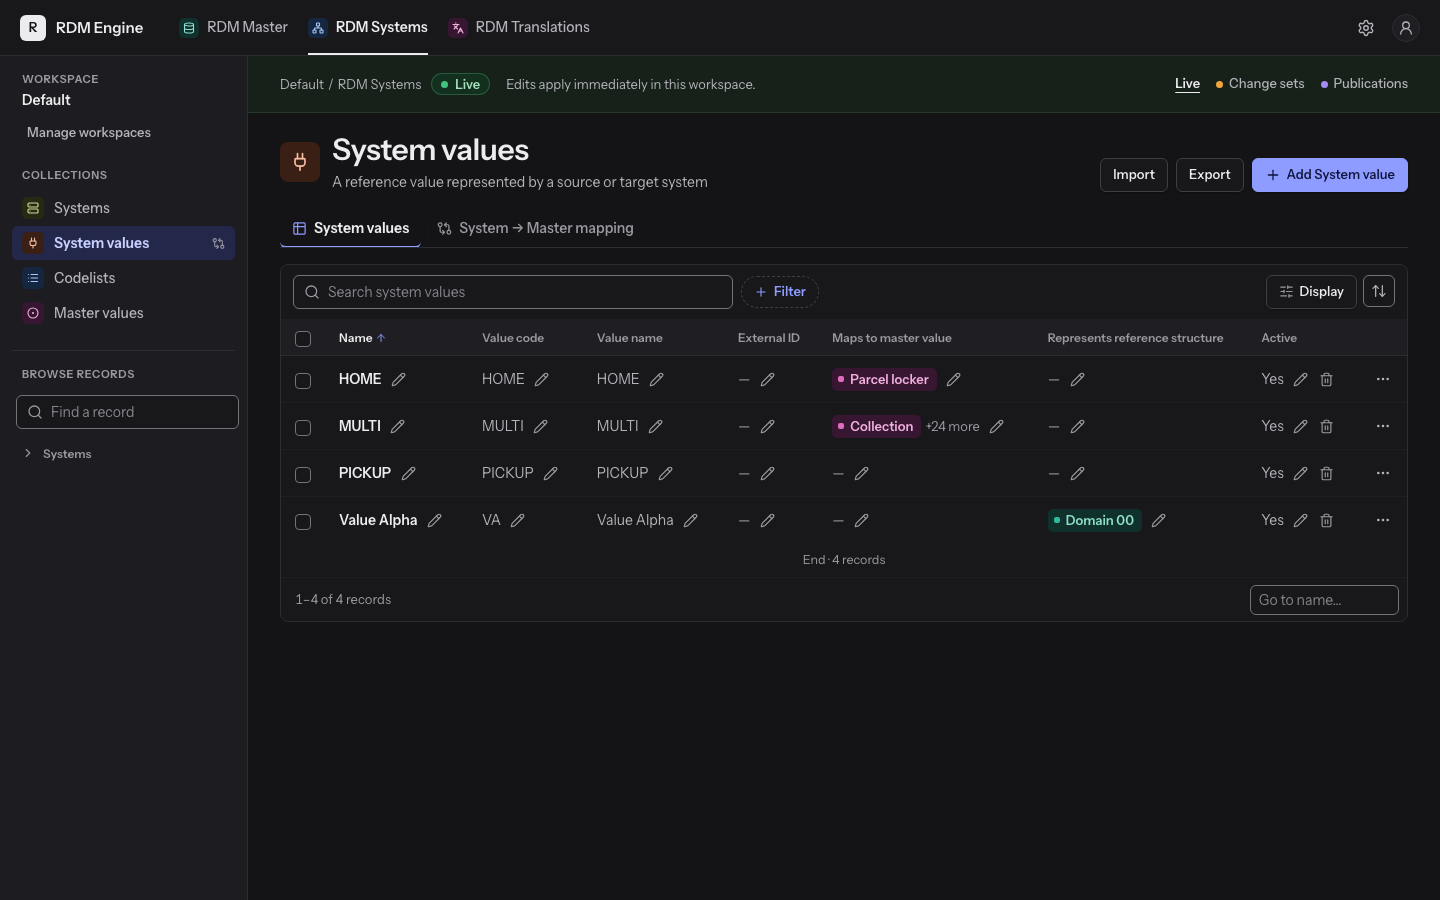 R RDM Engine RDM Master RDM Systems RDM Translations
WORKSPACE
Default
Manage workspaces
COLLECTIONS
Systems
System values
Codelists
Master values
BROWSE RECORDS
Find a record
Systems
Default / RDM Systems Live Edits apply immediately in this workspace. Live Change sets Publications
System values
A reference value represented by a source or target system
Import Export Add System value
System values System → Master mapping
Search system values Filter Display
Name ↑ Value code Value name External ID Maps to master value Represents reference structure Active
HOME HOME HOME — Parcel locker — Yes
MULTI MULTI MULTI — Collection +24 more — Yes
PICKUP PICKUP PICKUP — — — Yes
Value Alpha VA Value Alpha — — Domain 00 Yes
End · 4 records
1–4 of 4 records Go to name...